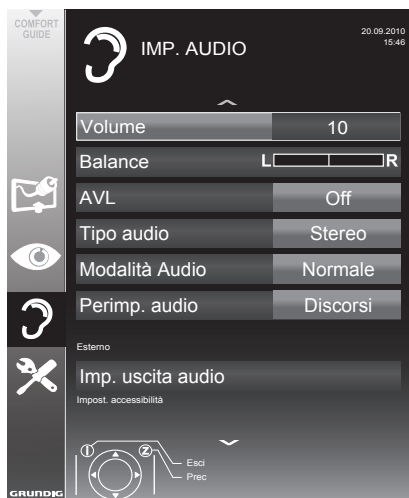 COMFORT
GUIDE
IMP. AUDIO
20.09.2010
15:46
Volume
10
Balance
L
R
AVL
Off
Tipo audio
Stereo
Modalità Audio
Normale
Perimp. audio
Discorsi
Esterno
Imp. uscita audio
Impost. accessibilità
Z
Esci
Prec
GRUNDIG